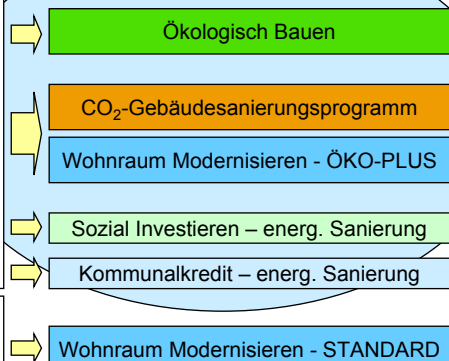 Ökologisch Bauen
CO₂-Gebäudesanierungsprogramm
Wohnraum Modernisieren - ÖKO-PLUS
Sozial Investieren – energ. Sanierung
Kommunalkredit – energ. Sanierung
Wohnraum Modernisieren - STANDARD